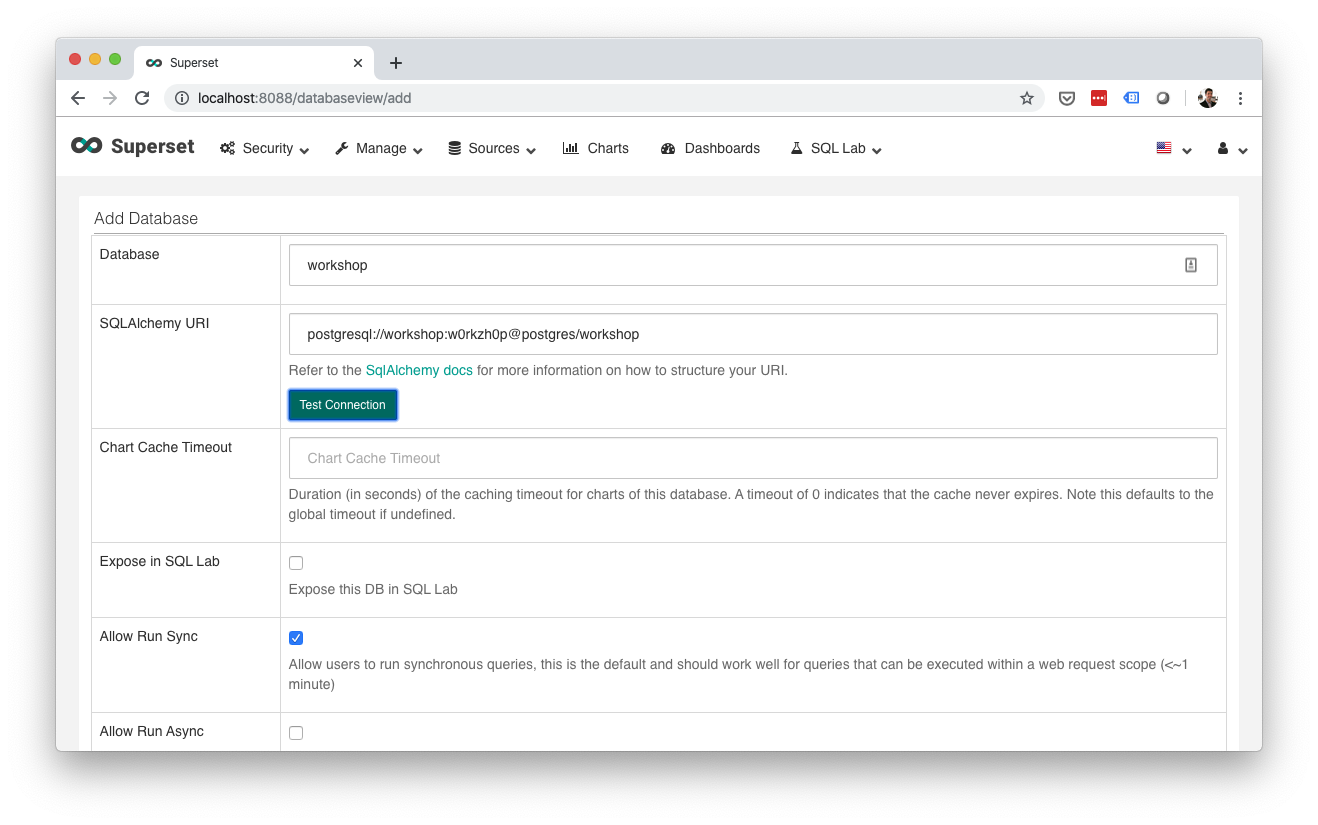 Superset
localhost:8088/databaseview/add
Superset Security Manage Sources Charts Dashboards SQL Lab
Add Database
Database
workshop
SQLAlchemy URI
postgresql://workshop:w0rkzh0p@postgres/workshop
Refer to the SqlAlchemy docs for more information on how to structure your URI.
Test Connection
Chart Cache Timeout
Chart Cache Timeout
Duration (in seconds) of the caching timeout for charts of this database. A timeout of 0 indicates that the cache never expires. Note this defaults to the
global timeout if undefined.
Expose in SQL Lab
Expose this DB in SQL Lab
Allow Run Sync
Allow users to run synchronous queries, this is the default and should work well for queries that can be executed within a web request scope (<~1
minute)
Allow Run Async